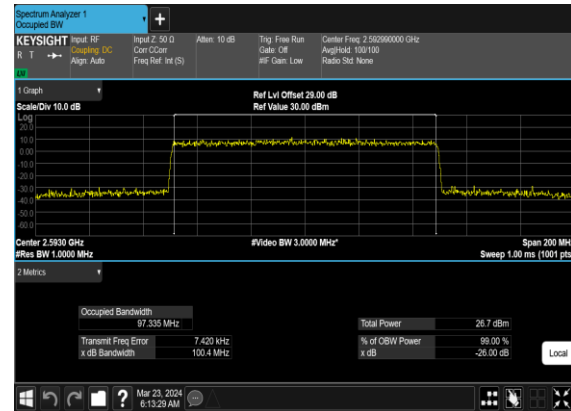 Spectrum Analyzer 1
Occupied BW
KEYSIGHT
R T
Input: RF
Coupling: DC
Align: Auto
Input Z: 50 Ω
Corr CCorr
Freq Ref: Int (S)
Atten: 10 dB
Trig: Free Run
Gate: Off
#IF Gain: Low
Center Freq: 2.592990000 GHz
Avg|Hold: 100/100
Radio Std: None
1 Graph
Scale/Div 10.0 dB
Ref Lvl Offset 29.00 dB
Ref Value 30.00 dBm
Log
20.0
10.0
0.00
-10.0
-20.0
-30.0
-40.0
-50.0
-60.0
Center 2.5930 GHz
#Res BW 1.0000 MHz
#Video BW 3.0000 MHz*
Span 200 MH
Sweep 1.00 ms (1001 pts
2 Metrics
Occupied Bandwidth
97.335 MHz
Transmit Freq Error 7.420 kHz
x dB Bandwidth 100.4 MHz
Total Power 26.7 dBm
% of OBW Power 99.00 %
x dB -26.00 dB
Local
?
Mar 23, 2024
6:13:29 AM